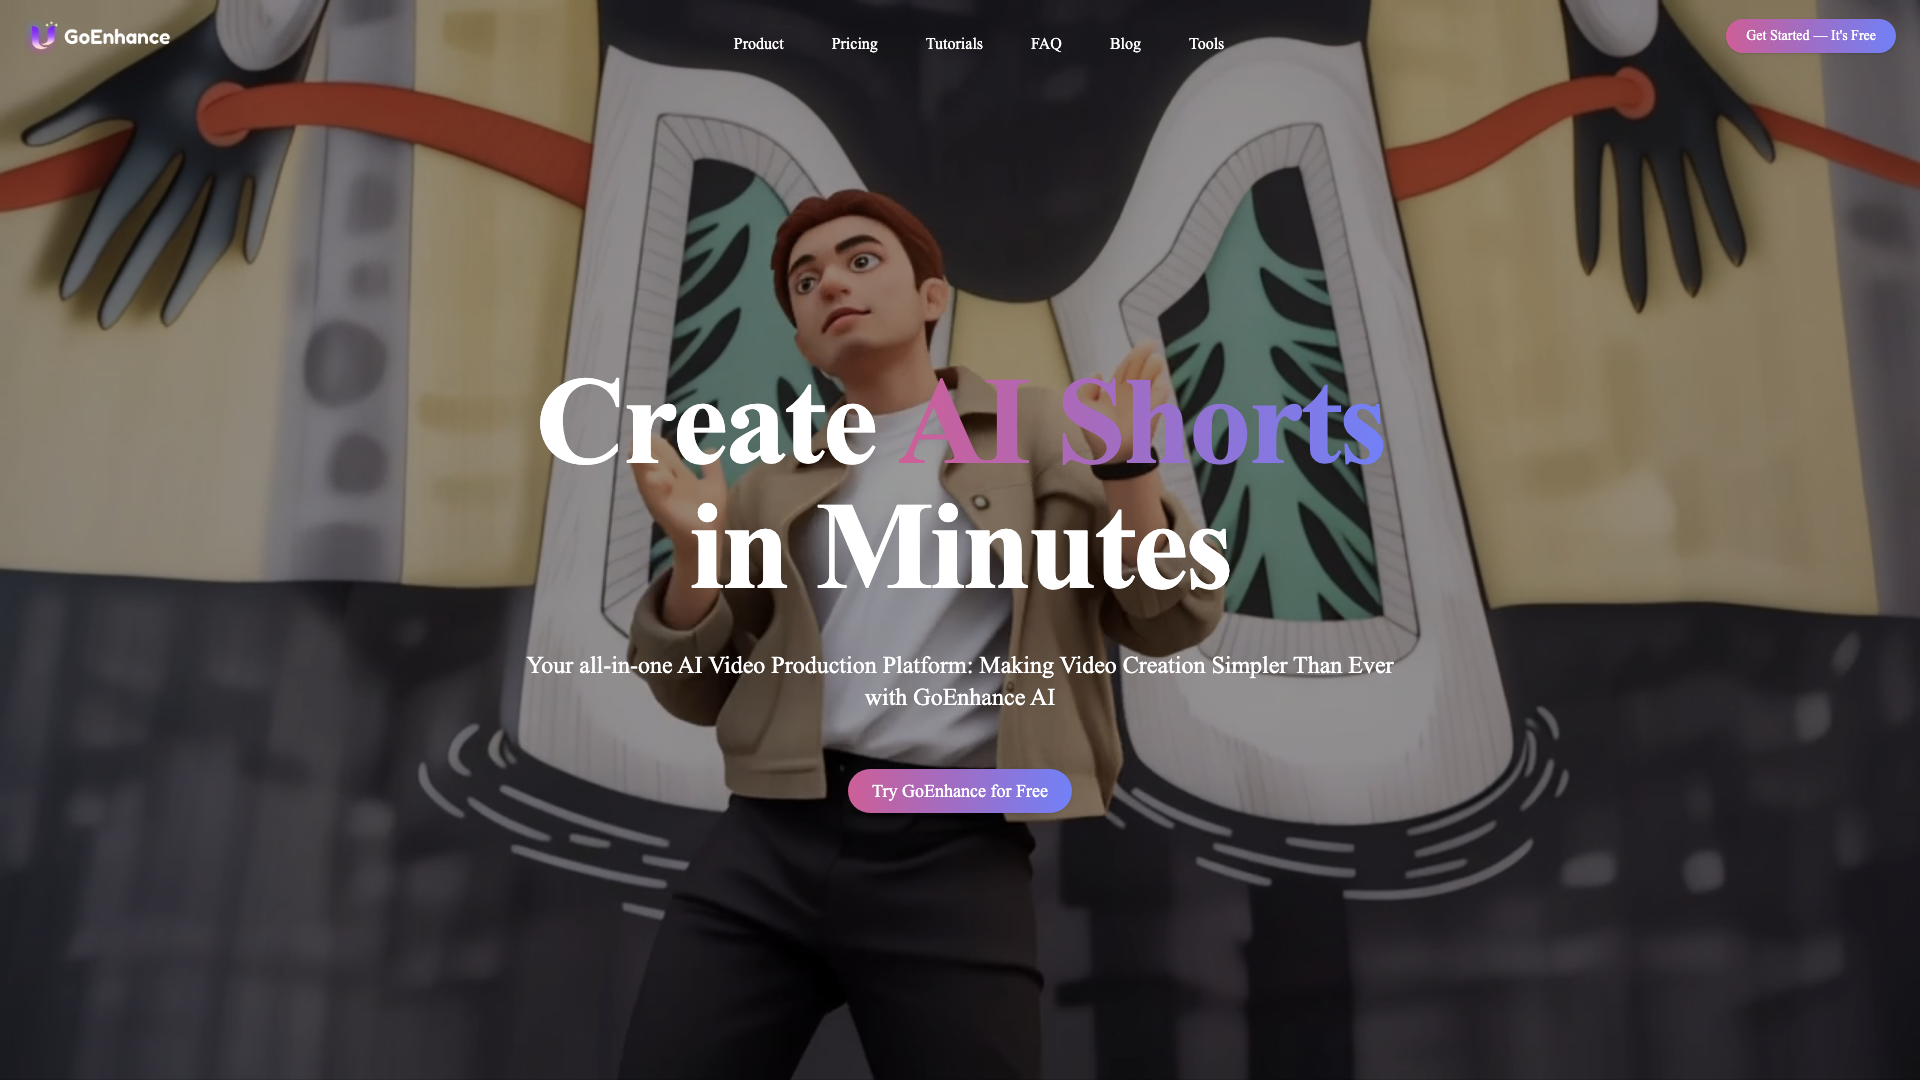 GoEnhance
Product
Pricing
Tutorials
FAQ
Blog
Tools
Get Started — It's Free
Create AI Shorts
in Minutes
Your all-in-one AI Video Production Platform: Making Video Creation Simpler Than Ever
with GoEnhance AI
Try GoEnhance for Free